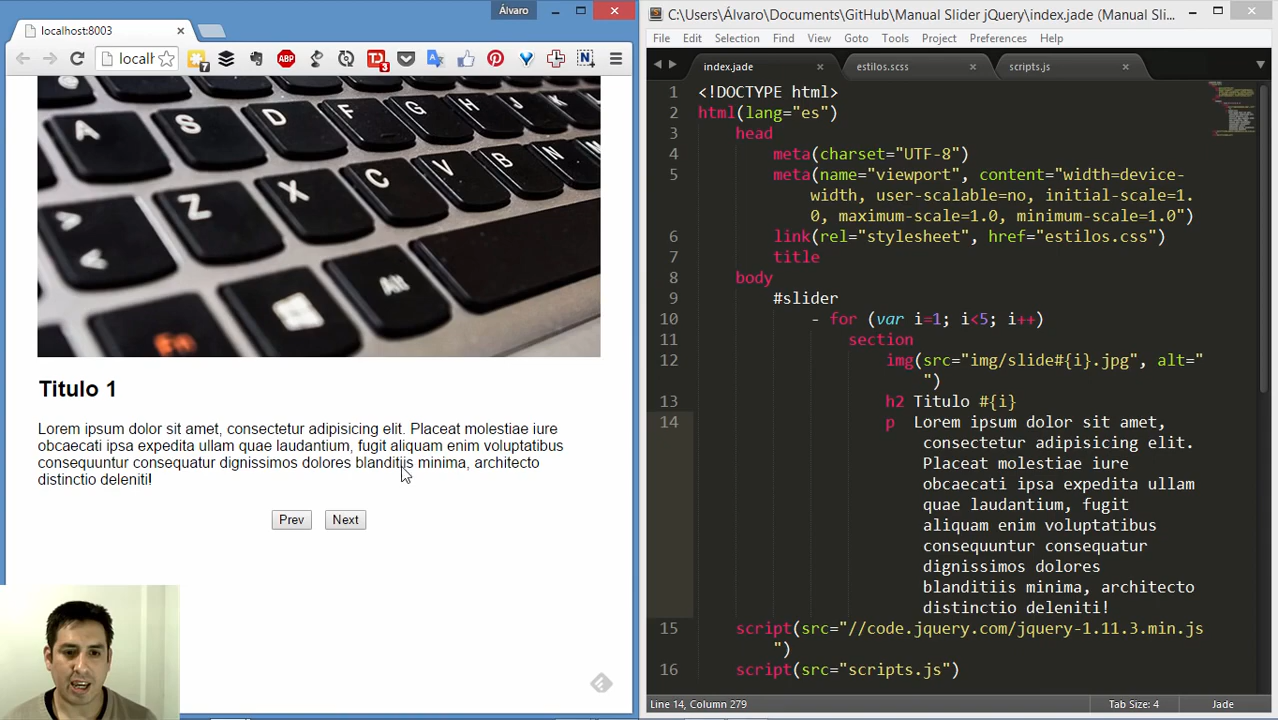 Álvaro
localhost:8003
localh
7
ABP
3
N
A S D F G H J K L
Z X C V B N
Alt
Fn
Titulo 1
Lorem ipsum dolor sit amet, consectetur adipisicing elit. Placeat molestiae iure
obcaecati ipsa expedita ullam quae laudantium, fugit aliquam enim voluptatibus
consequuntur consequatur dignissimos dolores blanditiis minima, architecto
distinctio deleniti!
Prev Next
C:\Users\Álvaro\Documents\GitHub\Manual Slider jQuery\index.jade (Manual Sli...
File Edit Selection Find View Goto Tools Project Preferences Help
index.jade estilos.scss scripts.js
1 <!DOCTYPE html>
2 html(lang="es")
3 head
4 meta(charset="UTF-8")
5 meta(name="viewport", content="width=device-
width, user-scalable=no, initial-scale=1.
0, maximum-scale=1.0, minimum-scale=1.0")
6 link(rel="stylesheet", href="estilos.css")
7 title
8 body
9 #slider
10 - for (var i=1; i<5; i++)
11 section
12 img(src="img/slide#{i}.jpg", alt="
")
13 h2 Titulo #{i}
14 p Lorem ipsum dolor sit amet,
consectetur adipisicing elit.
Placeat molestiae iure
obcaecati ipsa expedita ullam
quae laudantium, fugit
aliquam enim voluptatibus
consequuntur consequatur
dignissimos dolores
blanditiis minima, architecto
distinctio deleniti!
15 script(src="//code.jquery.com/jquery-1.11.3.min.js
")
16 script(src="scripts.js")
Line 14, Column 279 Tab Size: 4 Jade